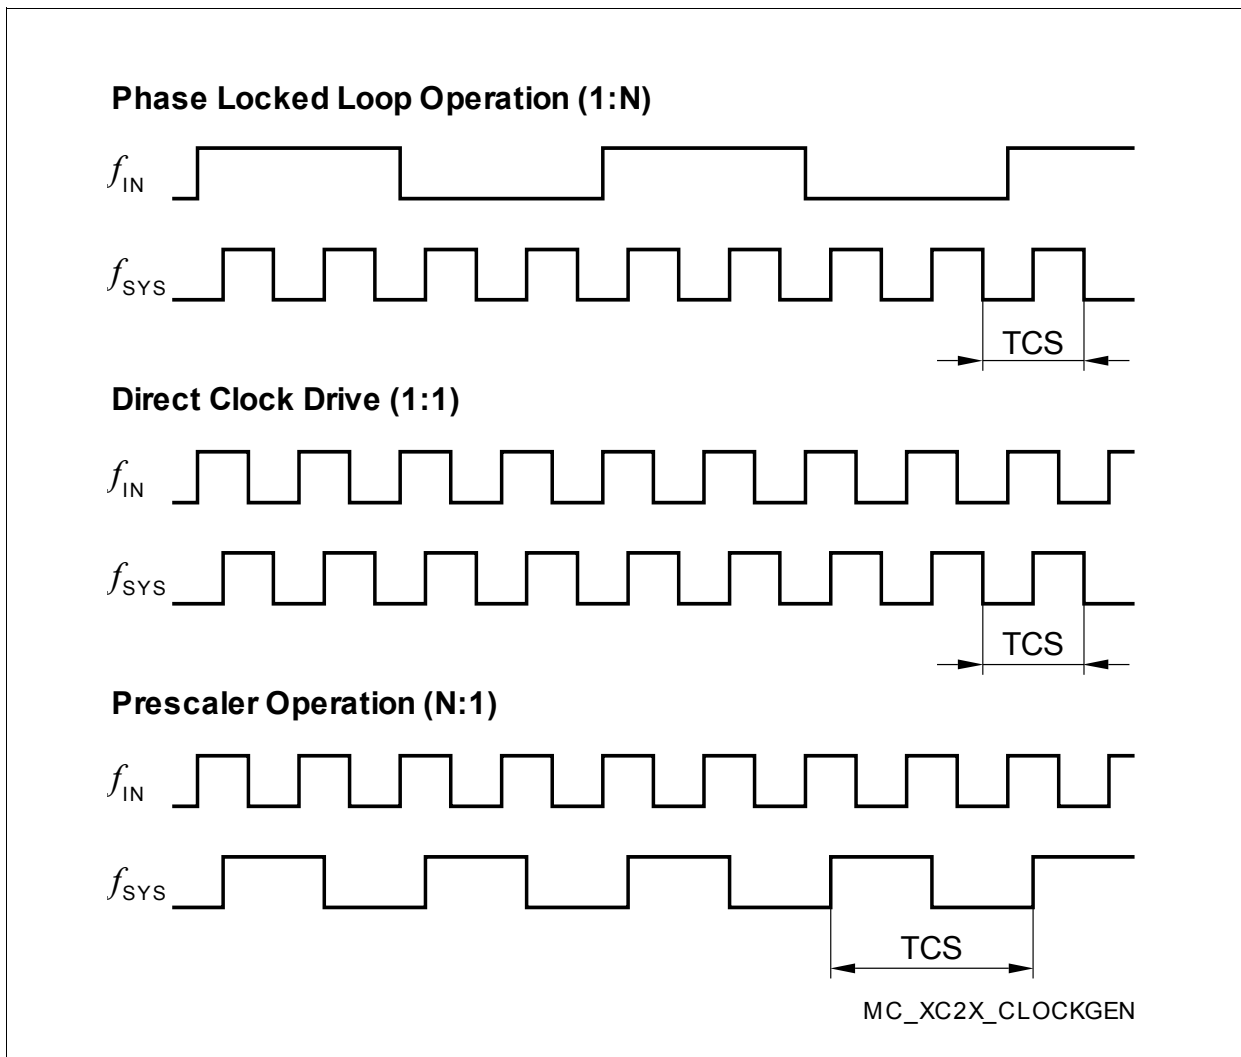 Phase Locked Loop Operation (1:N)
fIN
fSYS
TCS
Direct Clock Drive (1:1)
fIN
fSYS
TCS
Prescaler Operation (N:1)
fIN
fSYS
TCS
MC_XC2X_CLOCKGEN